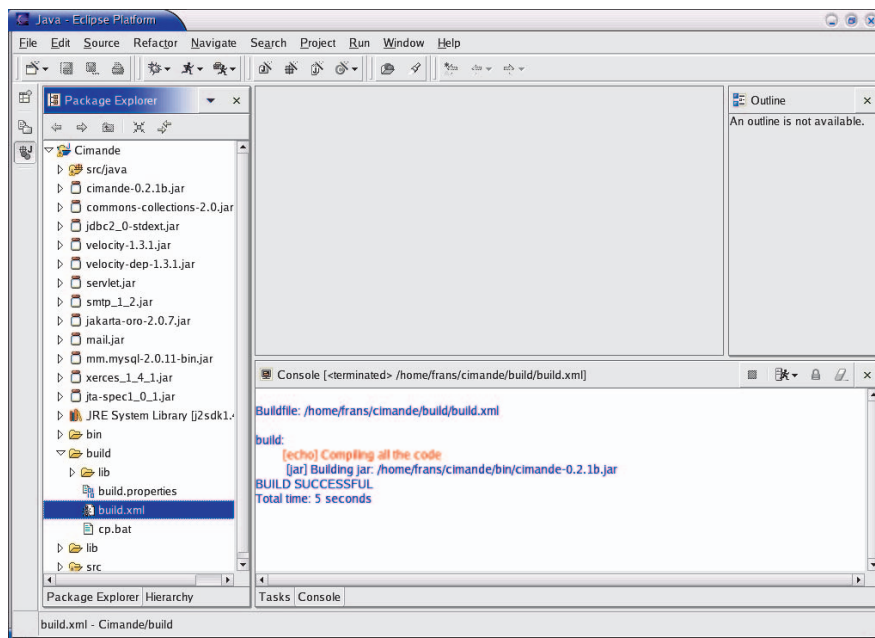 Java - Eclipse Platform
File Edit Source Refactor Navigate Search Project Run Window Help
Package Explorer
Cimande
src/java
cimande-0.2.1b.jar
commons-collections-2.0.jar
jdbc2_0-stdext.jar
velocity-1.3.1.jar
velocity-dep-1.3.1.jar
servlet.jar
smtp_1_2.jar
jakarta-oro-2.0.7.jar
mail.jar
mm.mysql-2.0.11-bin.jar
xerces_1_4_1.jar
jta-spec1_0_1.jar
JRE System Library [j2sdk1.
bin
build
lib
build.properties
build.xml
cp.bat
lib
src
Package Explorer Hierarchy
Outline
An outline is not available.
Console [<terminated> /home/frans/cimande/build/build.xml]
Buildfile: /home/frans/cimande/build/build.xml
build:
[echo] Compiling all the code
[jar] Building jar: /home/frans/cimande/bin/cimande-0.2.1b.jar
BUILD SUCCESSFUL
Total time: 5 seconds
Tasks Console
build.xml - Cimande/build